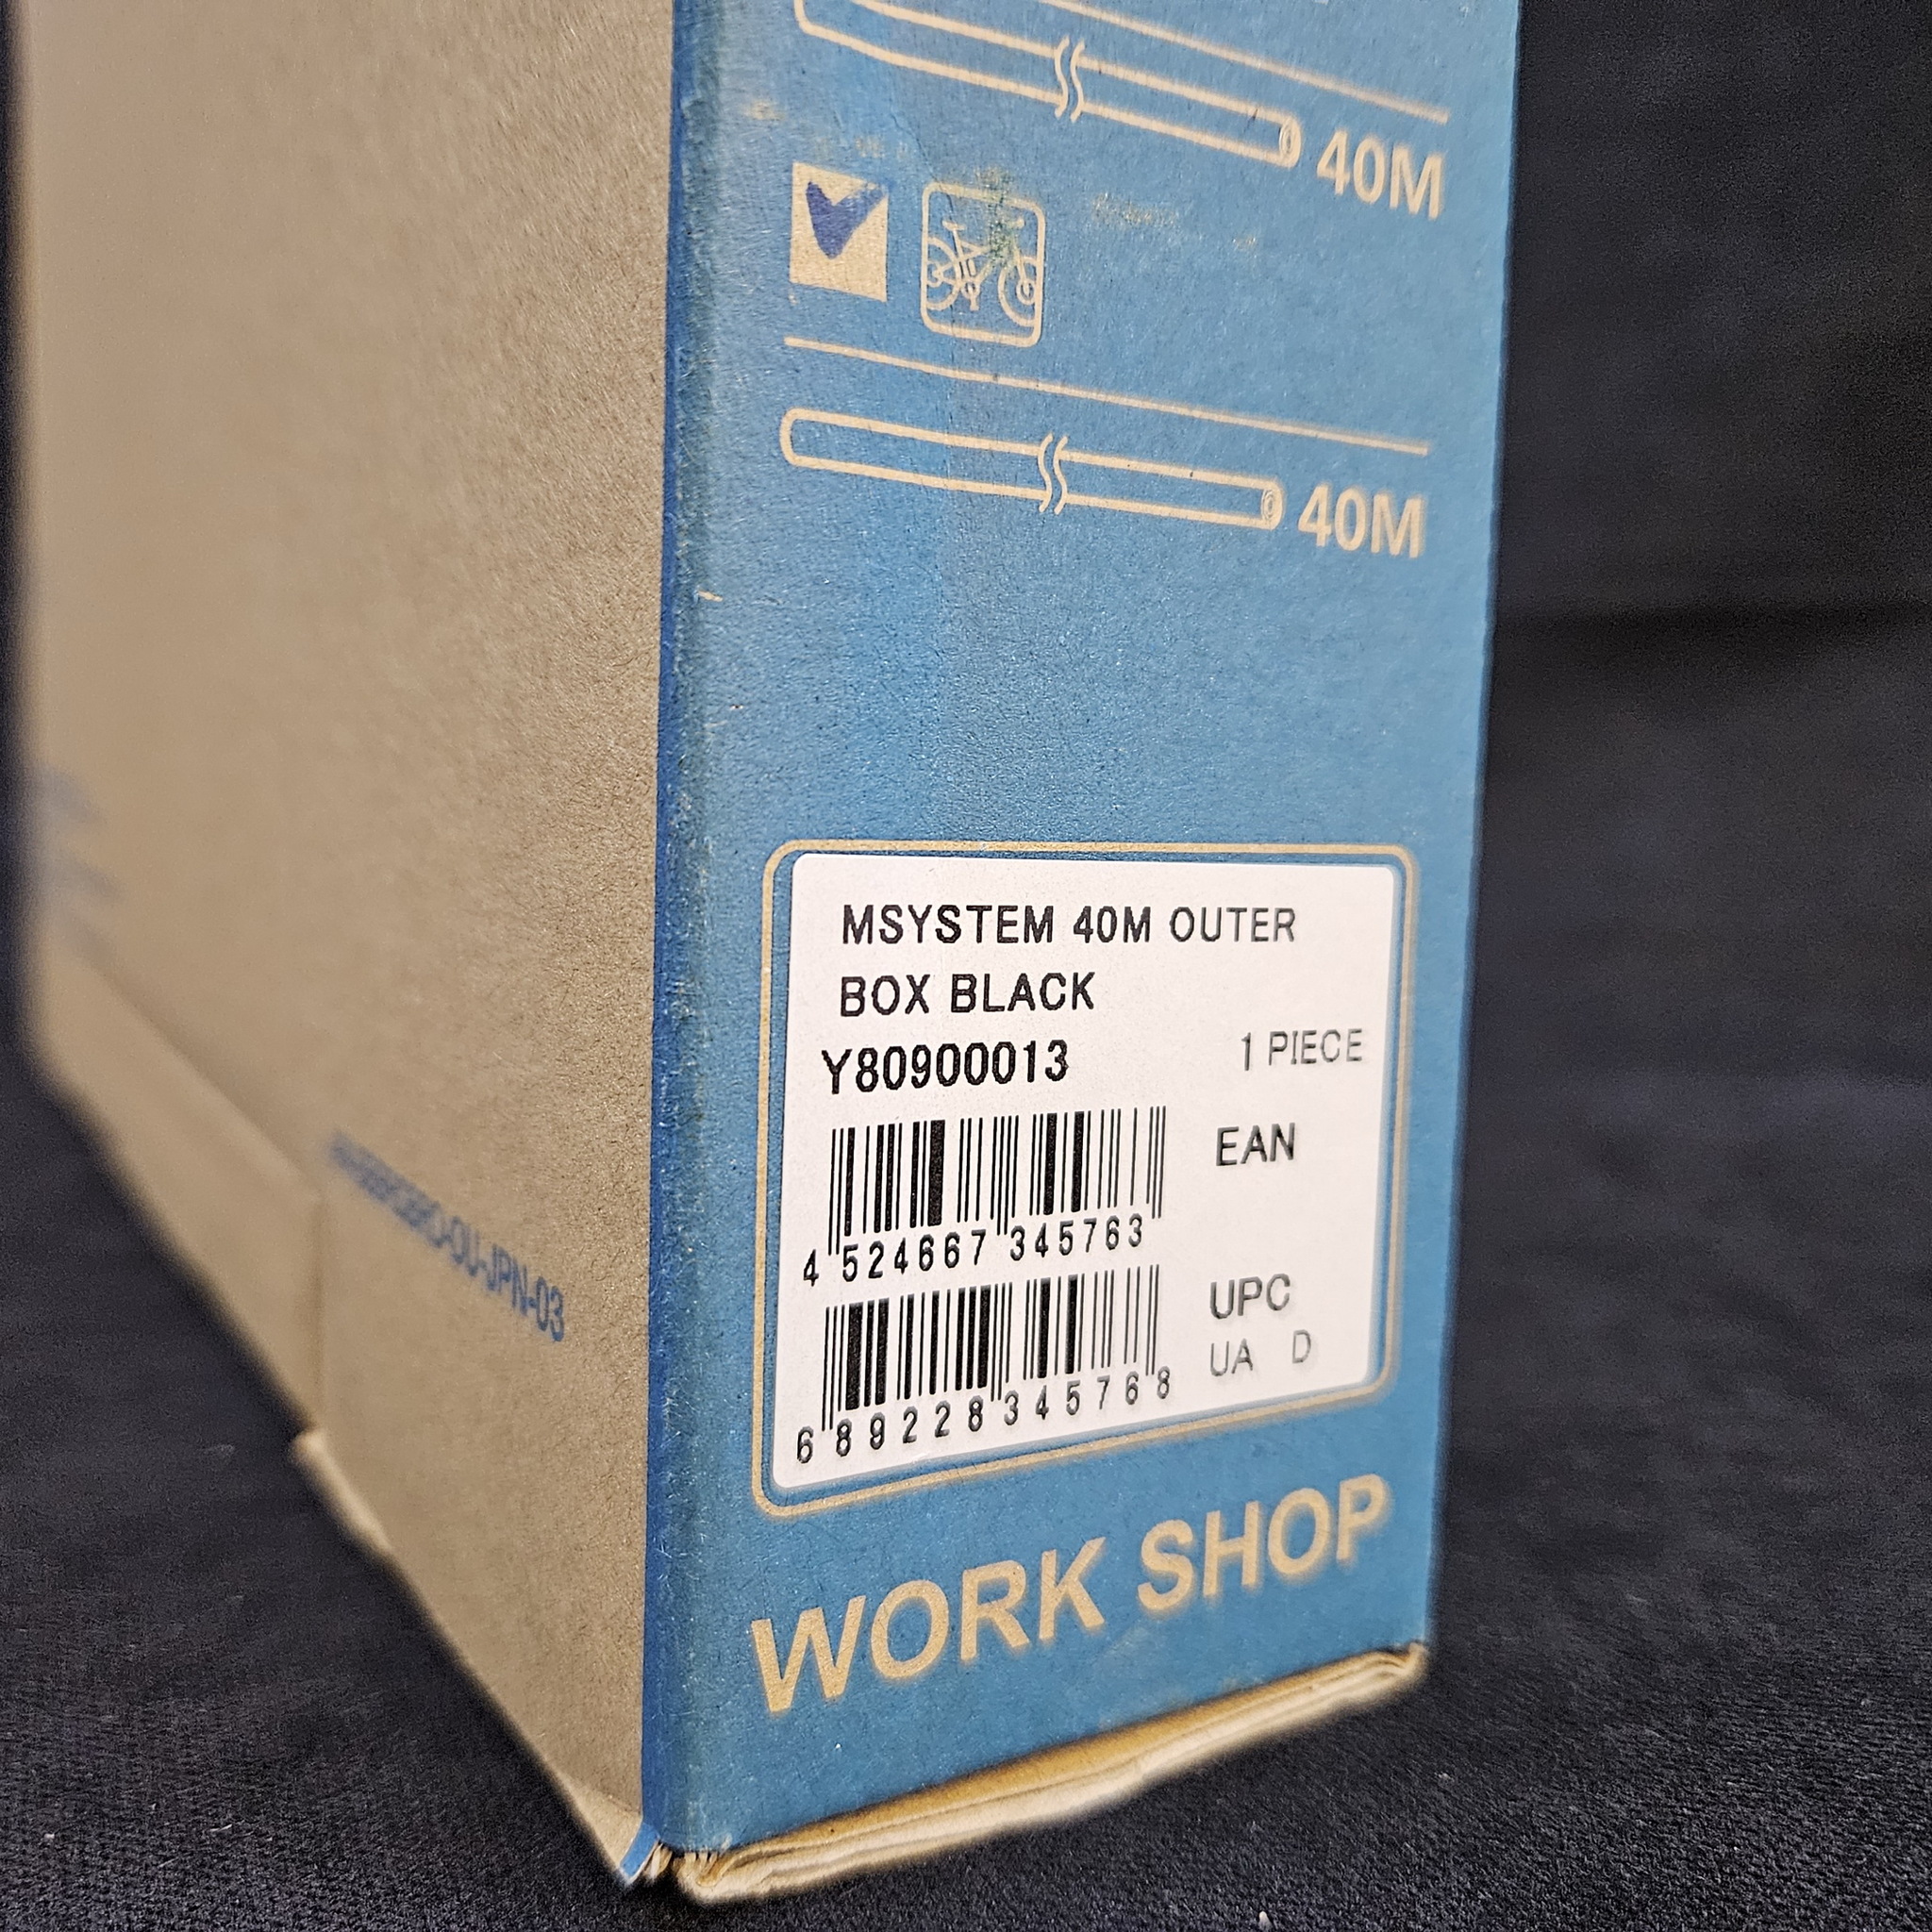 40M
40M
MSYSTEM 40M OUTER
BOX BLACK
Y80900013 1 PIECE
EAN
4 524667 345763
UPC
UA D
6 89228 34576 8
WORK SHOP